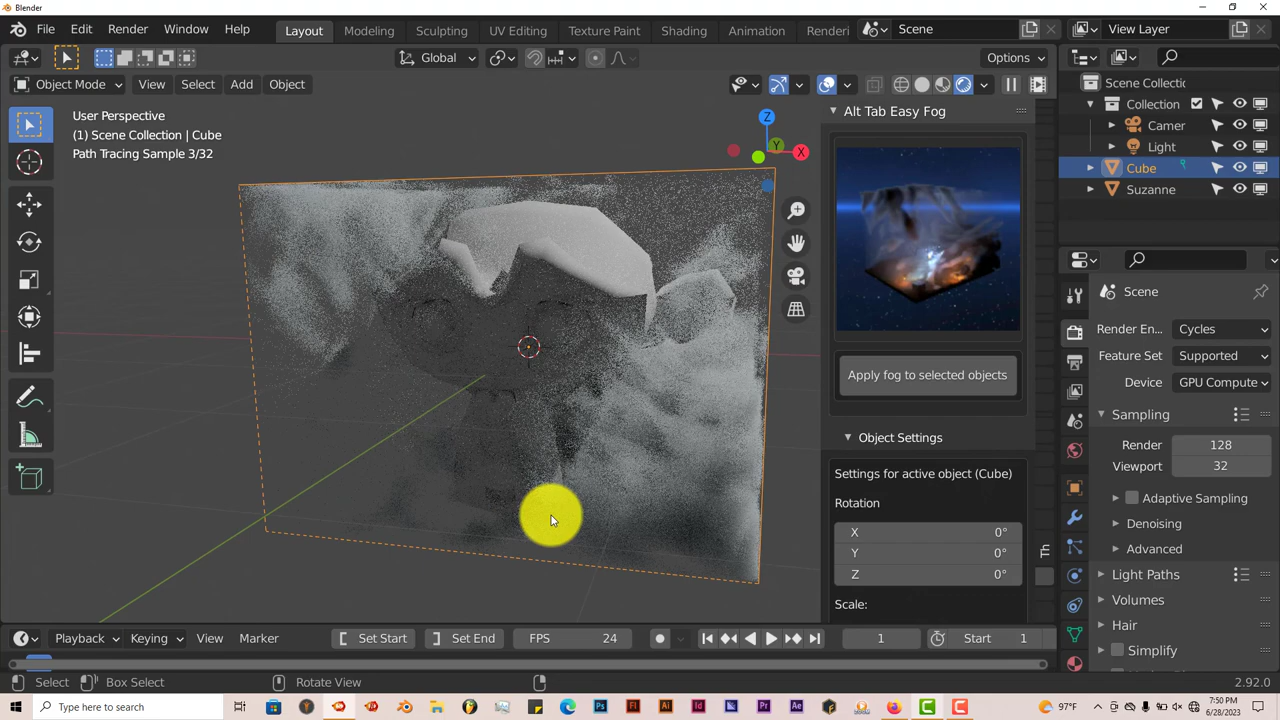 Blender
File Edit Render Window Help
Layout Modeling Sculpting UV Editing Texture Paint Shading Animation Renderi
Scene
View Layer
Global
Options
Object Mode View Select Add Object
User Perspective
(1) Scene Collection | Cube
Path Tracing Sample 3/32
Z
Y
X
Alt Tab Easy Fog
Apply fog to selected objects
Object Settings
Settings for active object (Cube)
Rotation
X 0°
Y 0°
Z 0°
Scale:
Scene Collectic
Collection
Camer
Light
Cube
Suzanne
Scene
Render En... Cycles
Feature Set Supported
Device GPU Compute
Sampling
Render 128
Viewport 32
Adaptive Sampling
Denoising
Advanced
Light Paths
Volumes
Hair
Simplify
Playback Keying View Marker
Set Start Set End FPS 24
1 Start 1
Select Box Select Rotate View
2.92.0
Type here to search
97°F
7:50 PM
6/28/2023